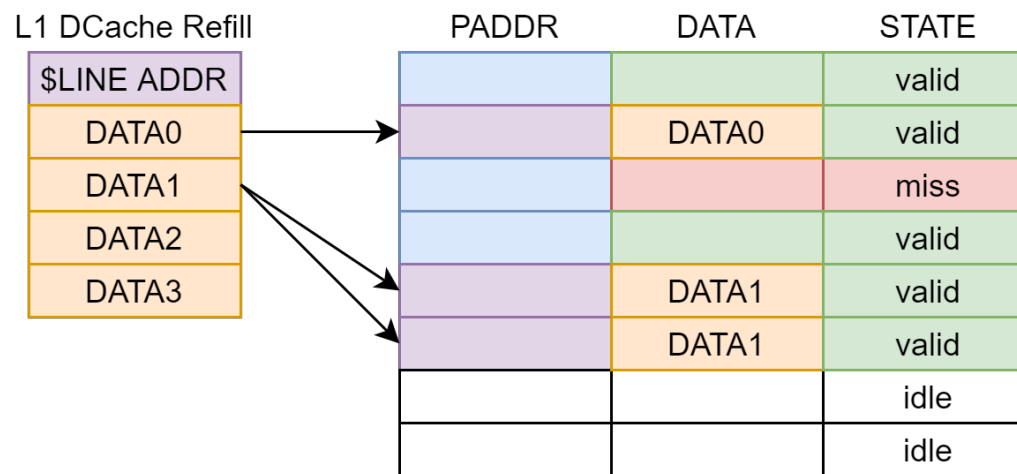 L1 DCache Refill
$LINE ADDR
DATA0
DATA1
DATA2
DATA3
PADDR DATA STATE
valid
DATA0 valid
miss
valid
DATA1 valid
DATA1 valid
idle
idle